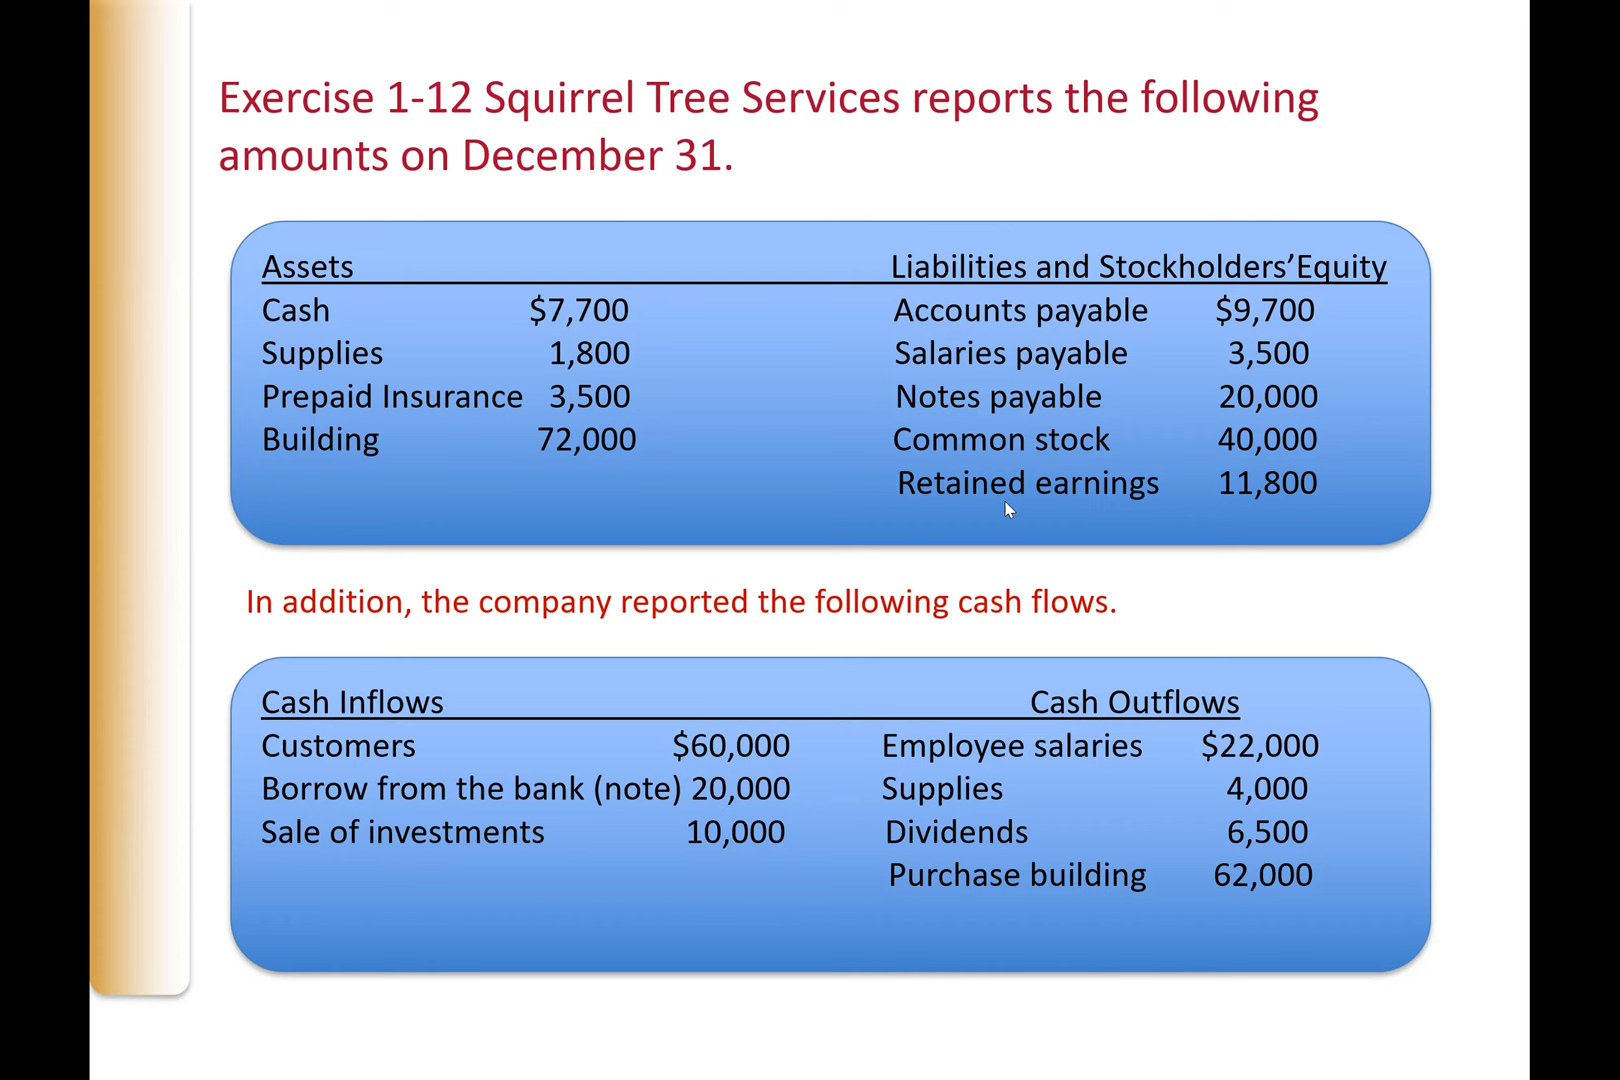 Exercise 1-12 Squirrel Tree Services reports the following
amounts on December 31.
Assets Liabilities and Stockholders’Equity
Cash $7,700 Accounts payable $9,700
Supplies 1,800 Salaries payable 3,500
Prepaid Insurance 3,500 Notes payable 20,000
Building 72,000 Common stock 40,000
Retained earnings 11,800
In addition, the company reported the following cash flows.
Cash Inflows Cash Outflows
Customers $60,000 Employee salaries $22,000
Borrow from the bank (note) 20,000 Supplies 4,000
Sale of investments 10,000 Dividends 6,500
Purchase building 62,000